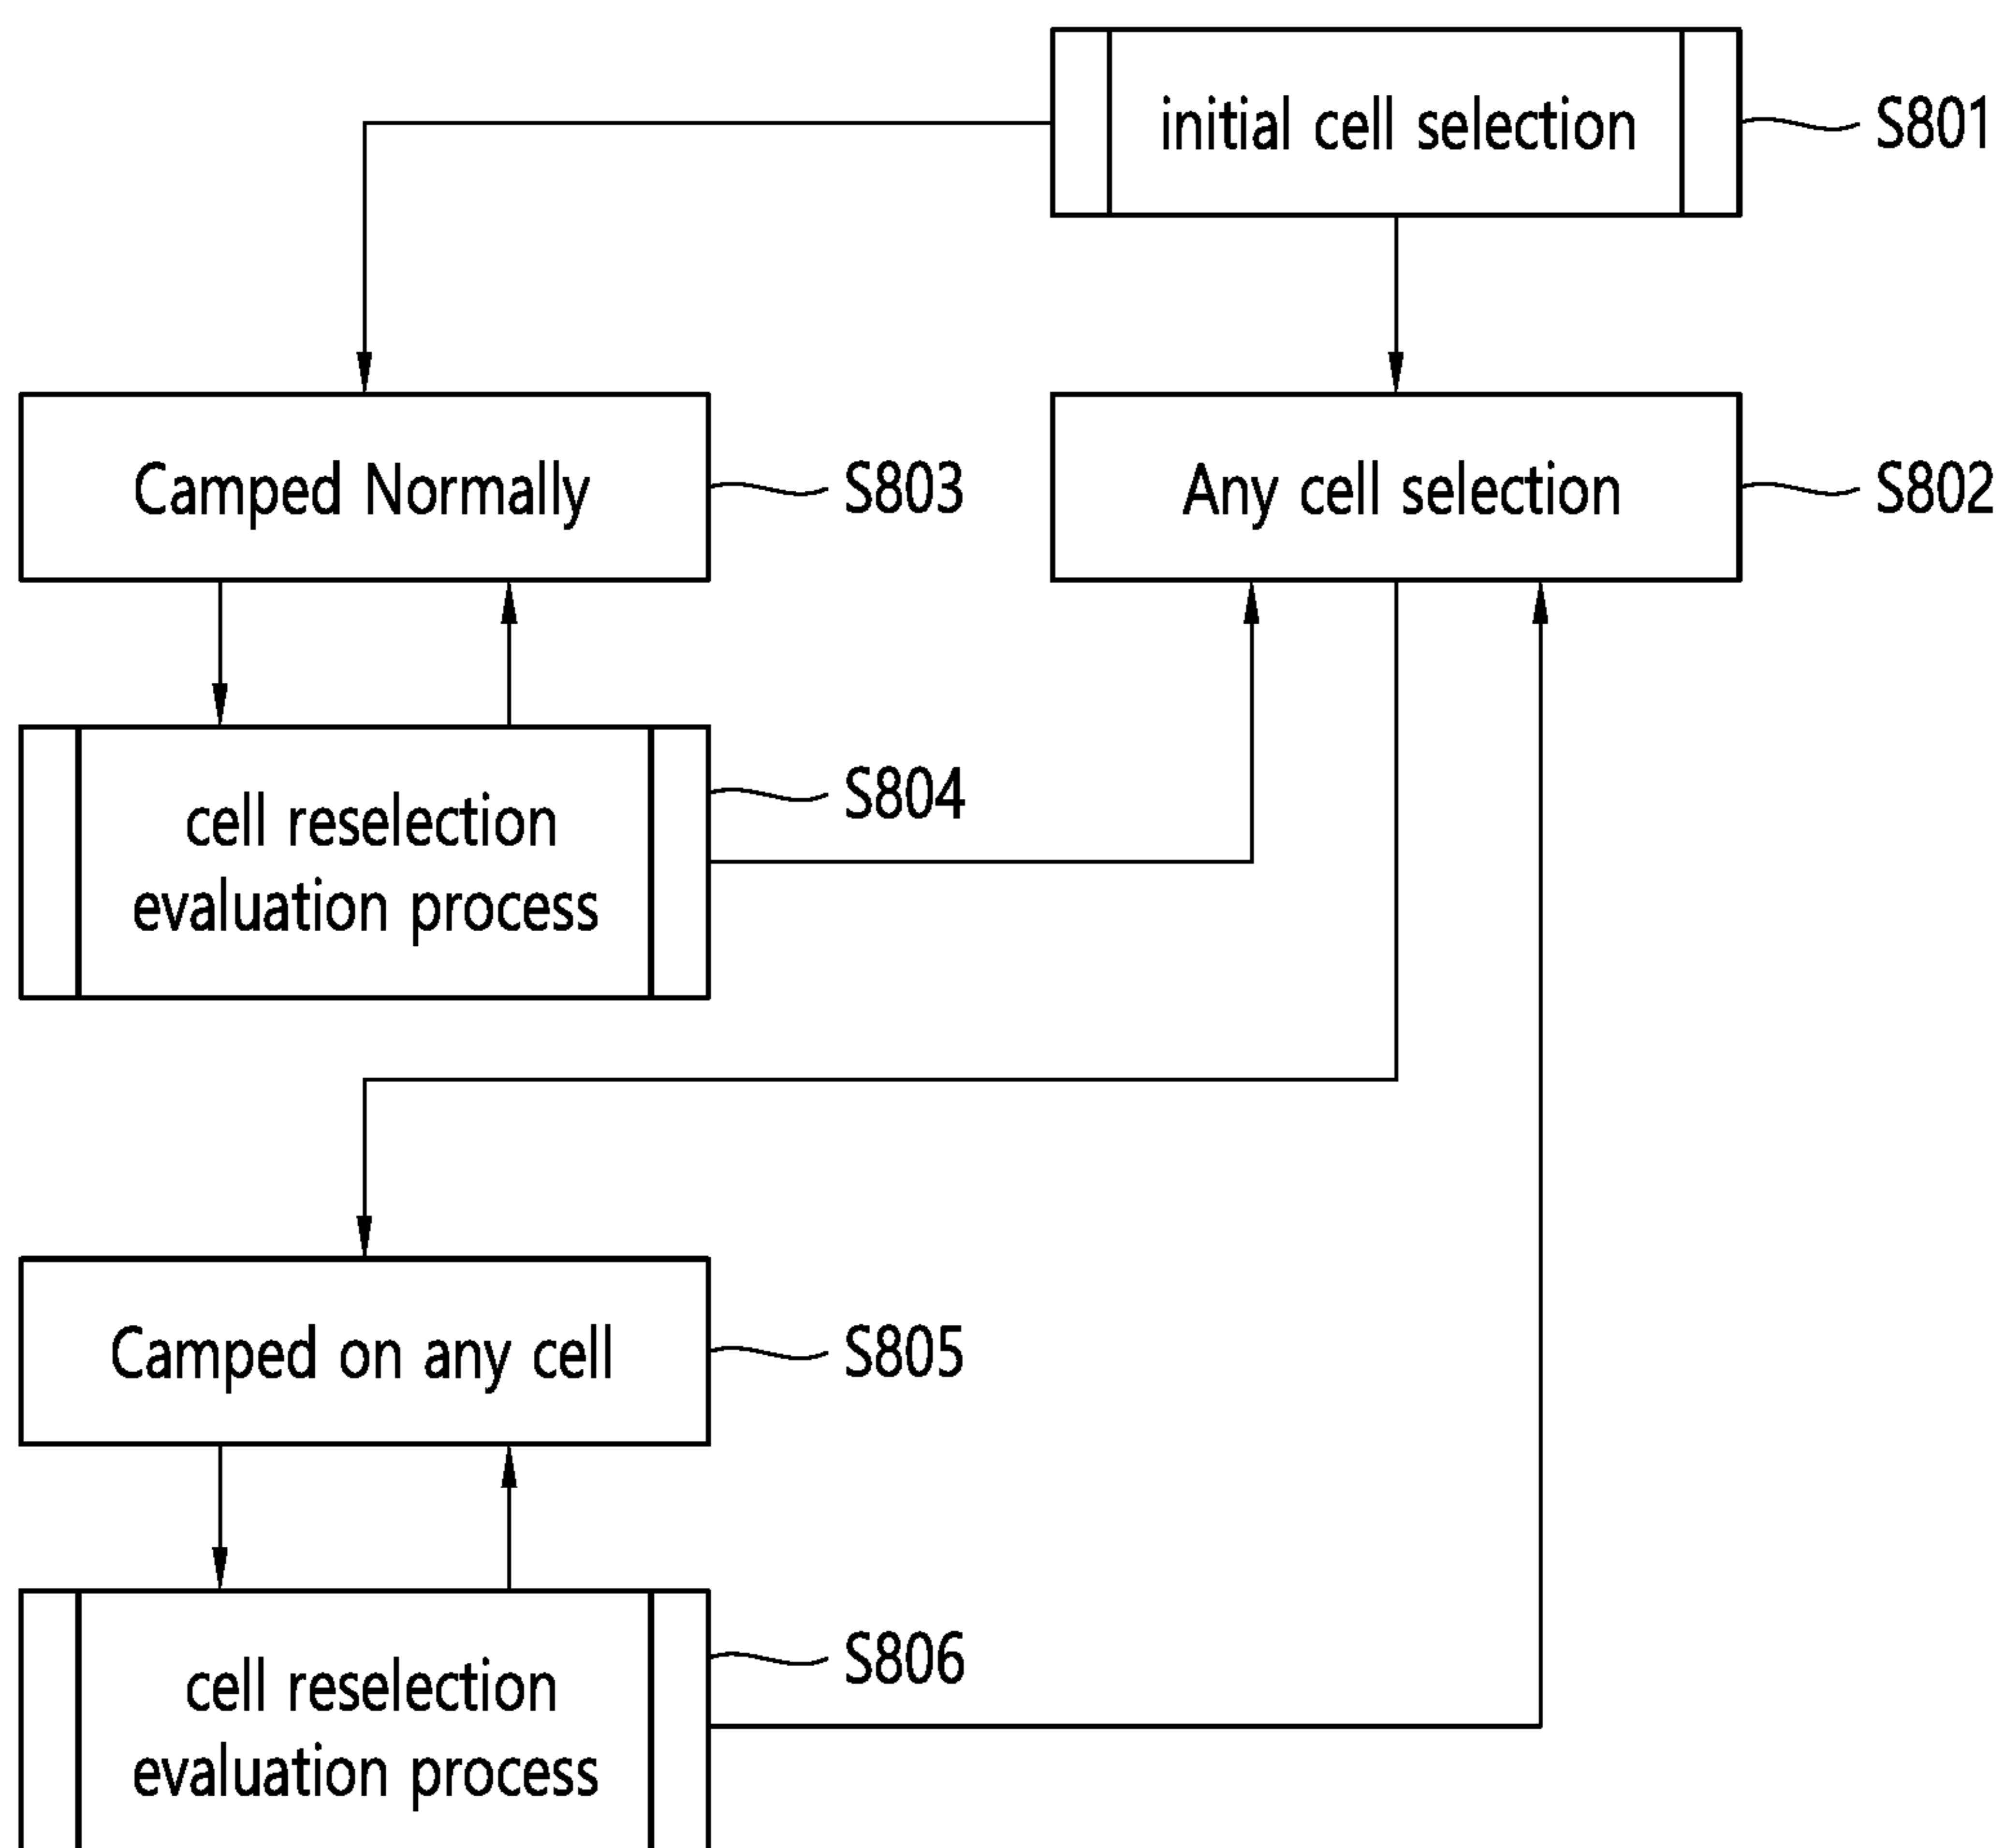 initial cell selection
S801
Camped Normally
S803
Any cell selection
S802
cell reselection
evaluation process
S804
Camped on any cell
S805
cell reselection
evaluation process
S806